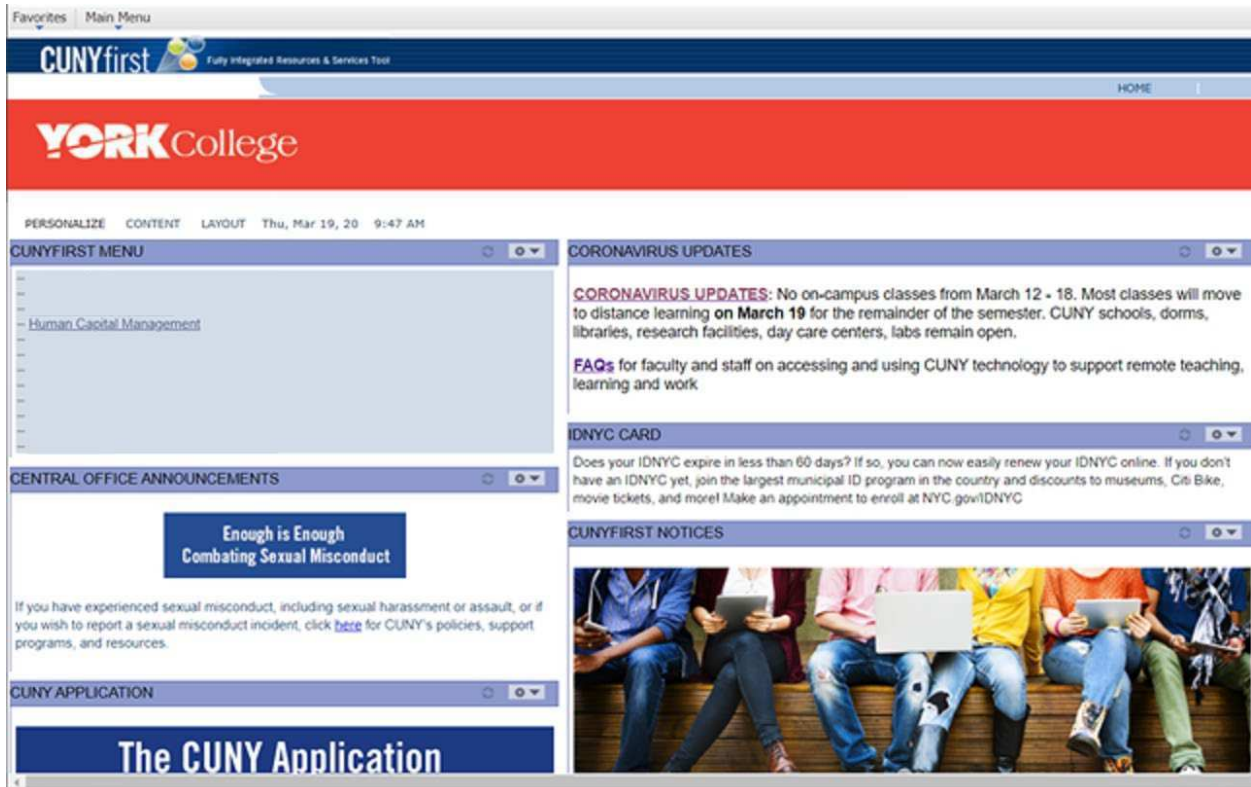 Favorites Main Menu
CUNYfirst Fully Integrated Resources & Services Tool
HOME
YORK College
PERSONALIZE CONTENT LAYOUT Thu, Mar 19, 20 9:47 AM
CUNYFIRST MENU
Human Capital Management
CENTRAL OFFICE ANNOUNCEMENTS
Enough is Enough
Combating Sexual Misconduct
If you have experienced sexual misconduct, including sexual harassment or assault, or if
you wish to report a sexual misconduct incident, click here for CUNY's policies, support
programs, and resources.
CUNY APPLICATION
The CUNY Application
CORONAVIRUS UPDATES
CORONAVIRUS UPDATES: No on-campus classes from March 12 - 18. Most classes will move
to distance learning on March 19 for the remainder of the semester. CUNY schools, dorms,
libraries, research facilities, day care centers, labs remain open.
FAQs for faculty and staff on accessing and using CUNY technology to support remote teaching,
learning and work
IDNYC CARD
Does your IDNYC expire in less than 60 days? If so, you can now easily renew your IDNYC online. If you don't
have an IDNYC yet, join the largest municipal ID program in the country and discounts to museums, Citi Bike,
movie tickets, and more! Make an appointment to enroll at NYC.gov/IDNYC
CUNYFIRST NOTICES